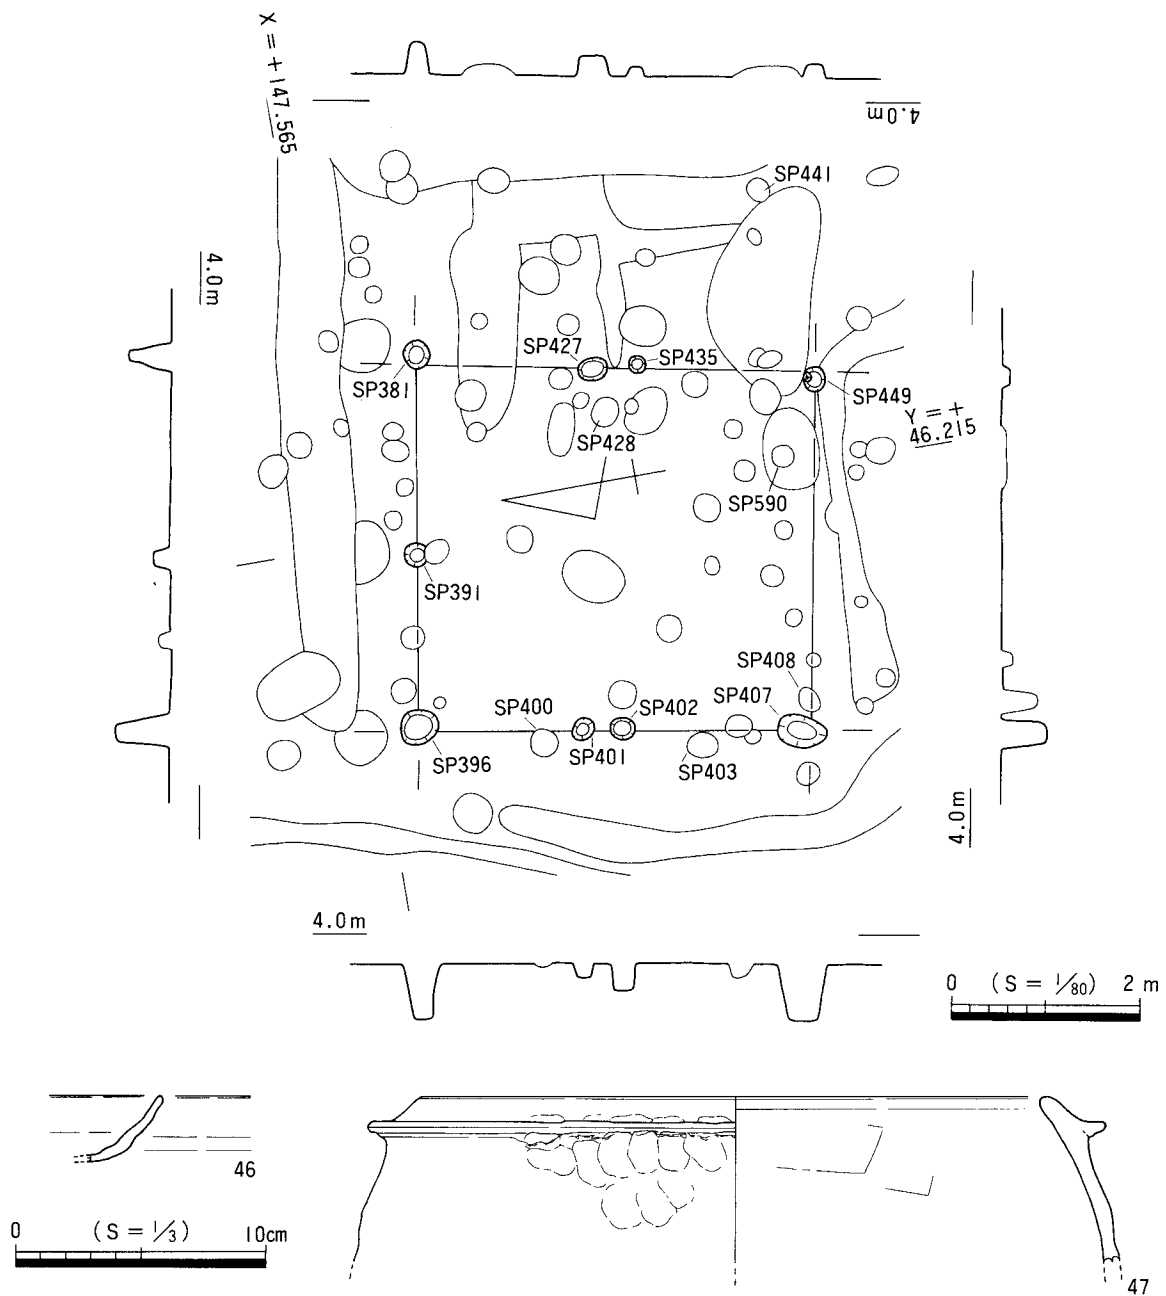 X = +147.565
4.0m
SP441
4.0m
SP427
SP435
SP381
SP449
Y = +
46.215
SP428
SP590
SP391
SP408
SP407
SP400
SP402
SP396
SP401
SP403
4.0m
4.0m
0 (S = 1/80) 2 m
46
0 (S = 1/3) 10cm
47